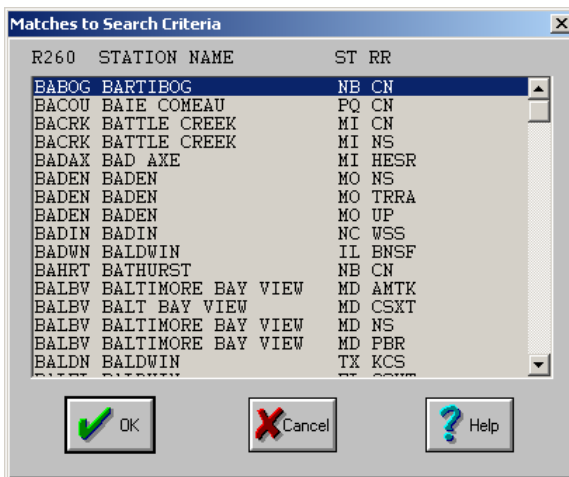 Matches to Search Criteria
R260 STATION NAME ST RR
BABOG BARTIBOG NB CN
BACOU BAIE COMEAU PQ CN
BACRK BATTLE CREEK MI CN
BACRK BATTLE CREEK MI NS
BADAX BAD AXE MI HESR
BADEN BADEN MO NS
BADEN BADEN MO TRRA
BADEN BADEN MO UP
BADIN BADIN NC WSS
BADWN BALDWIN IL BNSF
BAHRT BATHURST NB CN
BALBV BALTIMORE BAY VIEW MD AMTK
BALBV BALT BAY VIEW MD CSXT
BALBV BALTIMORE BAY VIEW MD NS
BALBV BALTIMORE BAY VIEW MD PBR
BALDN BALDWIN TX KCS
OK Cancel Help